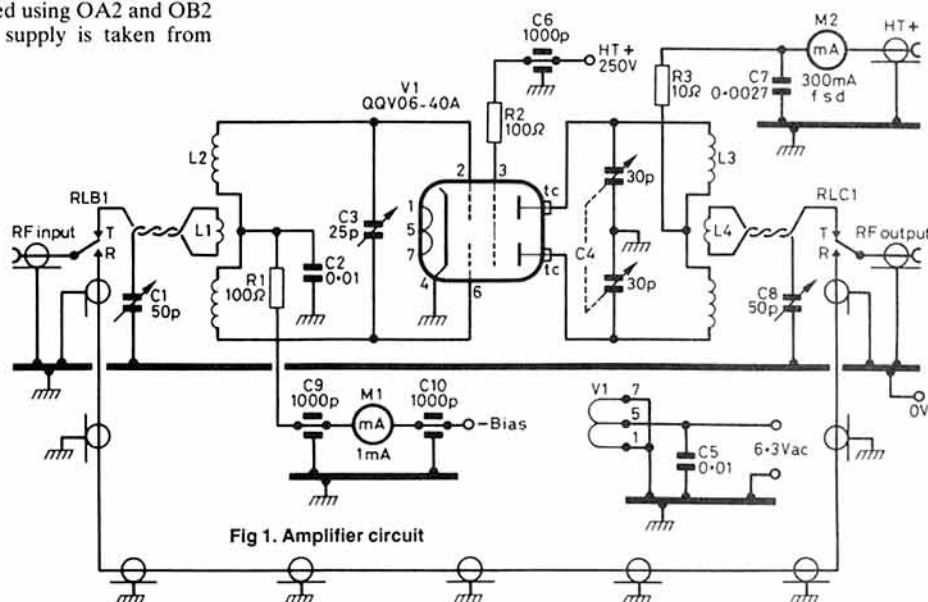 ed using OA2 and OB2
supply is taken from
C6
1000p
HT+
250V
M2
mA
HT+
300mA
fsd
R3
10Ω
C7
0·0027
V1
QQV06-40A
R2
100Ω
L2
2
3
tc
30p
L3
RLB1
T
R
RF input
L1
C3
25p
1
5
7
4
6
C4
L4
RLC1
T
R
RF output
R1
100Ω
C2
0·01
tc
30p
C1
50p
C8
50p
0V
C9
1000p
M1
mA
1mA
C10
1000p
–Bias
V1
7
5
1
C5
0·01
6·3Vac
Fig 1. Amplifier circuit